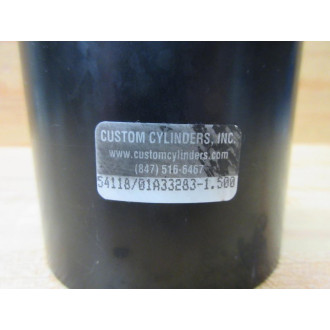 CUSTOM CYLINDERS, INC.
www.customcylinders.com
(847) 516-6467
54118/01A33283-1.500